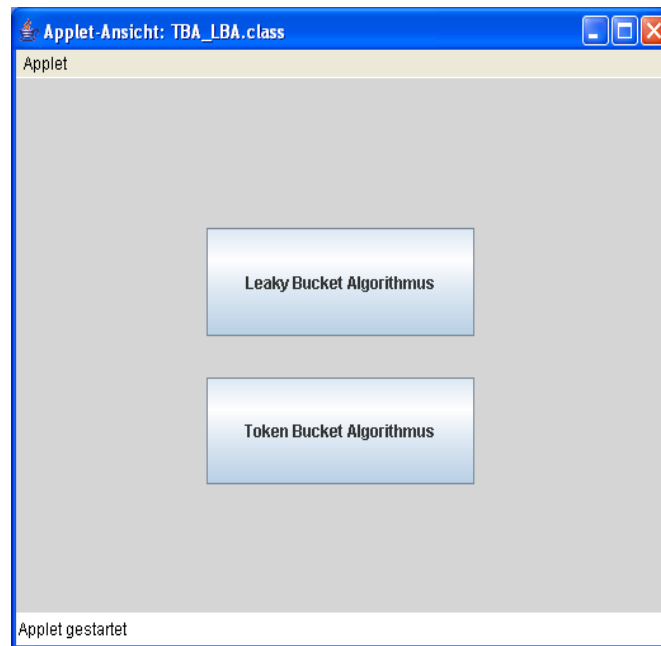 Applet-Ansicht: TBA_LBA.class
Applet
Leaky Bucket Algorithmus
Token Bucket Algorithmus
Applet gestartet